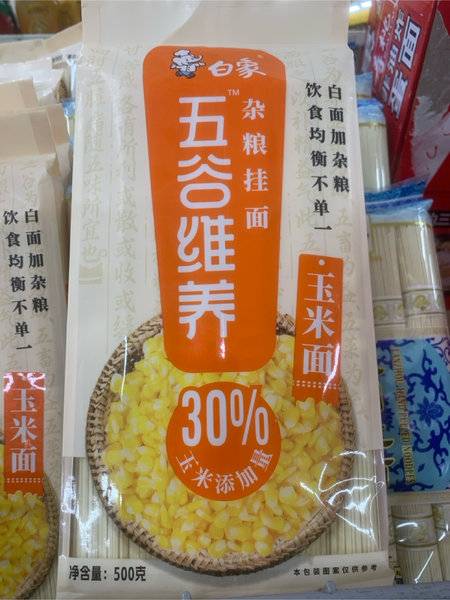 白象
五谷维养
TM
杂粮挂面
白面加杂粮
饮食均衡不单一
·玉米面
30%
玉米添加量
净含量：500克
本包装图案仅供参考
白面加杂粮
饮食均衡不单一
玉米面